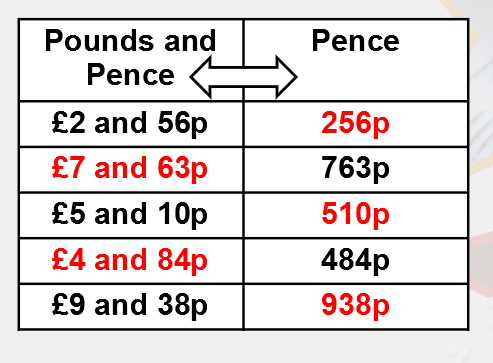 Pounds and Pence
Pence
£2 and 56p 256p
£7 and 63p 763p
£5 and 10p 510p
£4 and 84p 484p
£9 and 38p 938p